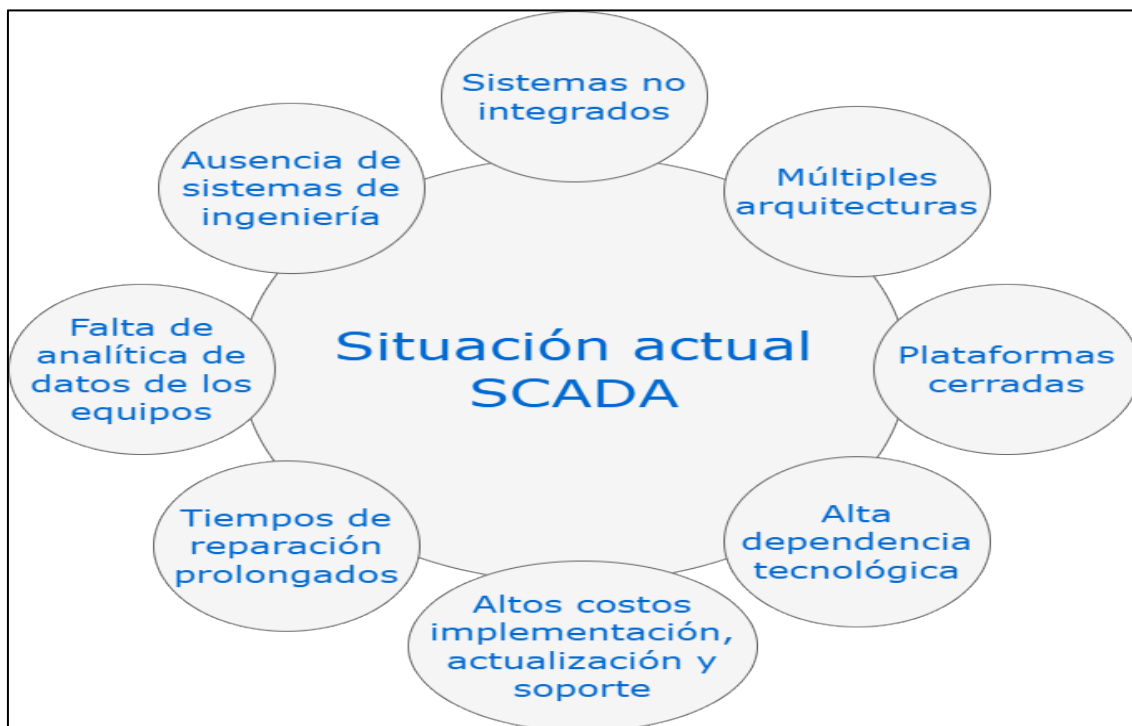 Sistemas no
integrados
Múltiples
arquitecturas
Plataformas
cerradas
Alta
dependencia
tecnológica
Altos costos
implementación,
actualización y
soporte
Tiempos de
reparación
prolongados
Falta de
analítica de
datos de los
equipos
Ausencia de
sistemas de
ingeniería
Situación actual
SCADA